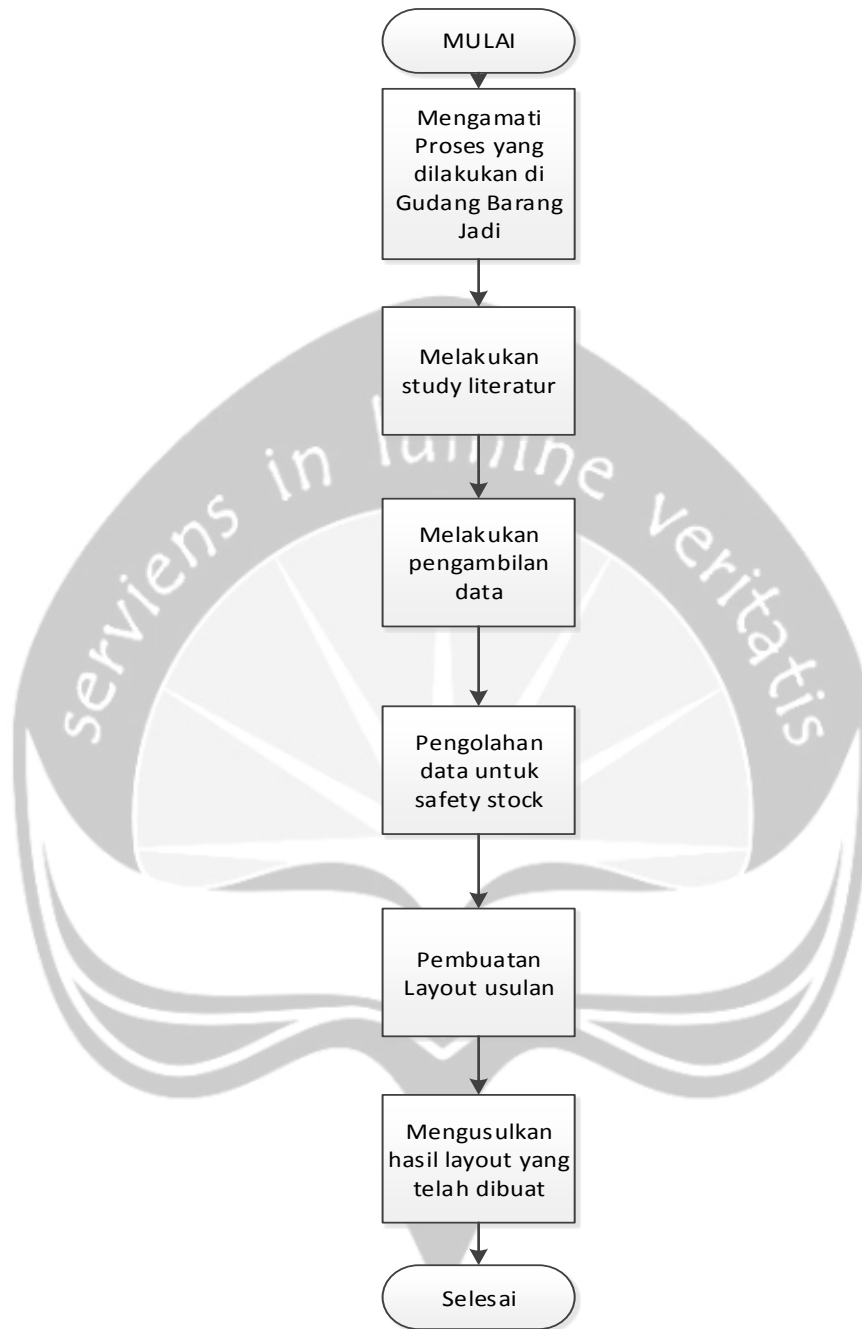 MULAI
Mengamati
Proses yang
dilakukan di
Gudang Barang
Jadi
Melakukan
study literatur
serviens in lumine veritatis
Melakukan
pengambilan
data
Pengolahan
data untuk
safety stock
Pembuatan
Layout usulan
Mengusulkan
hasil layout yang
telah dibuat
Selesai